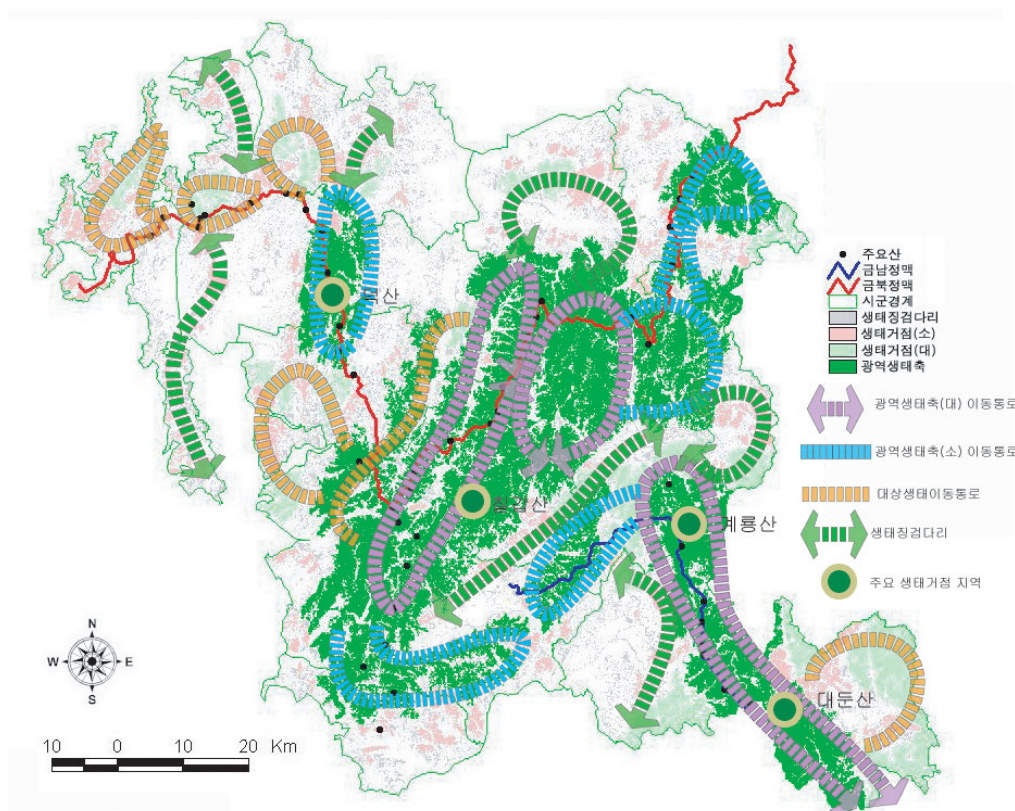 주요산
금남정맥
금북정맥
시군경계
생태징검다리
생태거점(소)
생태거점(대)
광역생태축
광역생태축(대) 이동통로
광역생태축(소) 이동통로
대상생태이동통로
생태징검다리
주요 생태거점 지역
칠갑산
계룡산
대둔산
N
W
E
S
10 0 10 20 Km